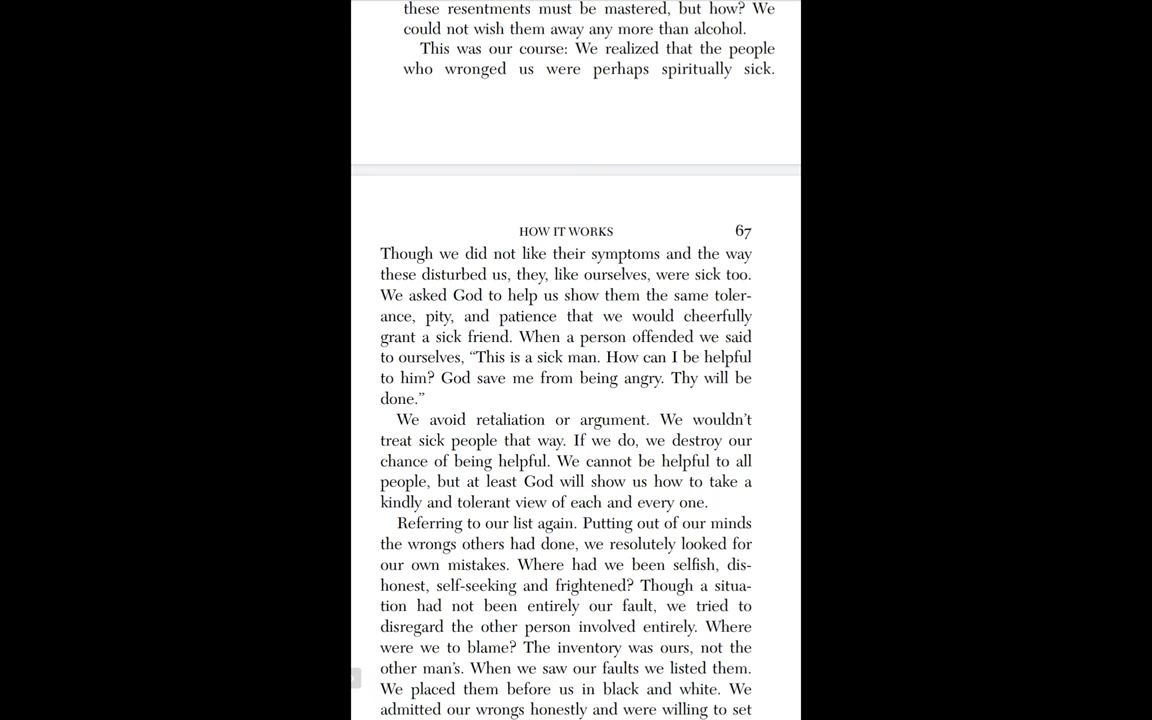 these resentments must be mastered, but how? We
could not wish them away any more than alcohol.
This was our course: We realized that the people
who wronged us were perhaps spiritually sick.
HOW IT WORKS 67
Though we did not like their symptoms and the way
these disturbed us, they, like ourselves, were sick too.
We asked God to help us show them the same toler-
ance, pity, and patience that we would cheerfully
grant a sick friend. When a person offended we said
to ourselves, “This is a sick man. How can I be helpful
to him? God save me from being angry. Thy will be
done.”
We avoid retaliation or argument. We wouldn’t
treat sick people that way. If we do, we destroy our
chance of being helpful. We cannot be helpful to all
people, but at least God will show us how to take a
kindly and tolerant view of each and every one.
Referring to our list again. Putting out of our minds
the wrongs others had done, we resolutely looked for
our own mistakes. Where had we been selfish, dis-
honest, self-seeking and frightened? Though a situa-
tion had not been entirely our fault, we tried to
disregard the other person involved entirely. Where
were we to blame? The inventory was ours, not the
other man’s. When we saw our faults we listed them.
We placed them before us in black and white. We
admitted our wrongs honestly and were willing to set